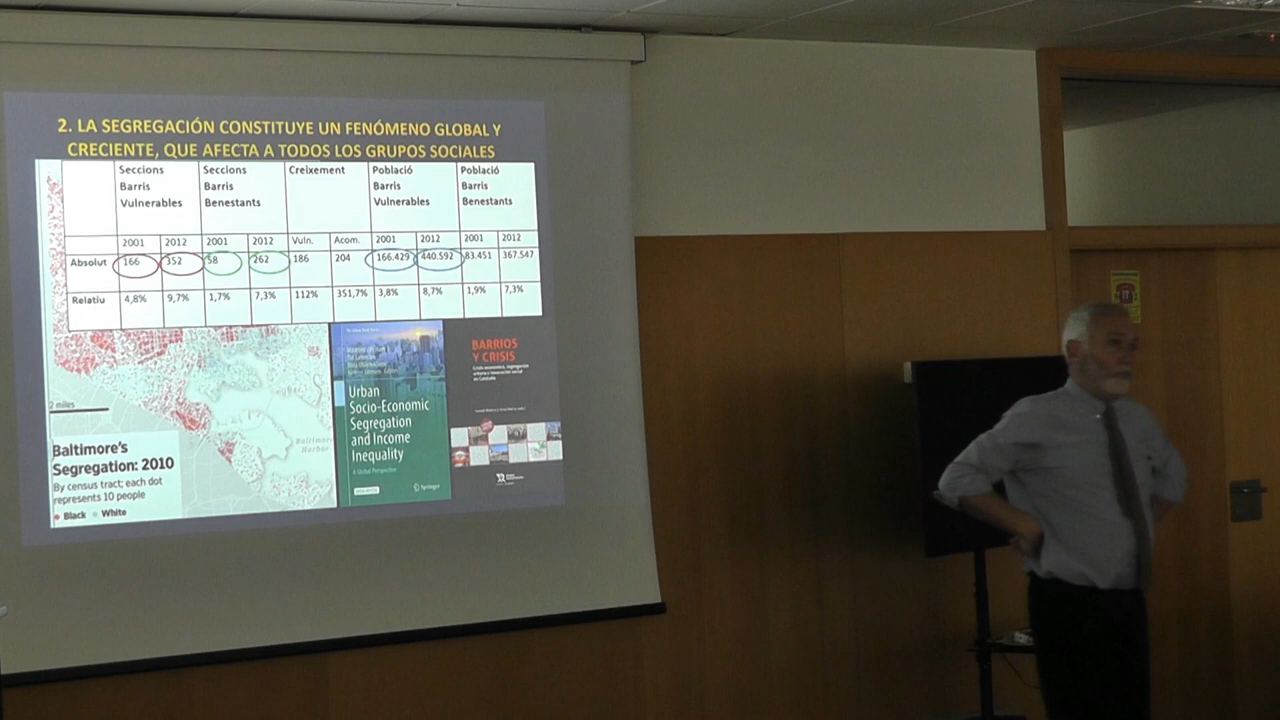 2. LA SEGREGACIÓN CONSTITUYE UN FENÓMENO GLOBAL Y
CRECIENTE, QUE AFECTA A TODOS LOS GRUPOS SOCIALES
Seccions Barris Vulnerables
Seccions Barris Benestants
Creixement
Població Barris Vulnerables
Població Barris Benestants
2001 2012 2001 2012 Vuln. Acom. 2001 2012 2001 2012
Absolut 166 352 58 262 186 204 166.429 440.592 83.451 367.547
Relatiu 4,8% 9,7% 1,7% 7,3% 112% 351,7% 3,8% 8,7% 1,9% 7,3%
2 miles
Baltimore's
Segregation: 2010
By census tract; each dot
represents 10 people
Black White
Baltimore
Harbor
Urban
Socio-Economic
Segregation
and Income
Inequality
A Global Perspective
Springer
BARRIOS
Y CRISIS
Crisis económica, segregación
urbana e innovación social
en Cataluña